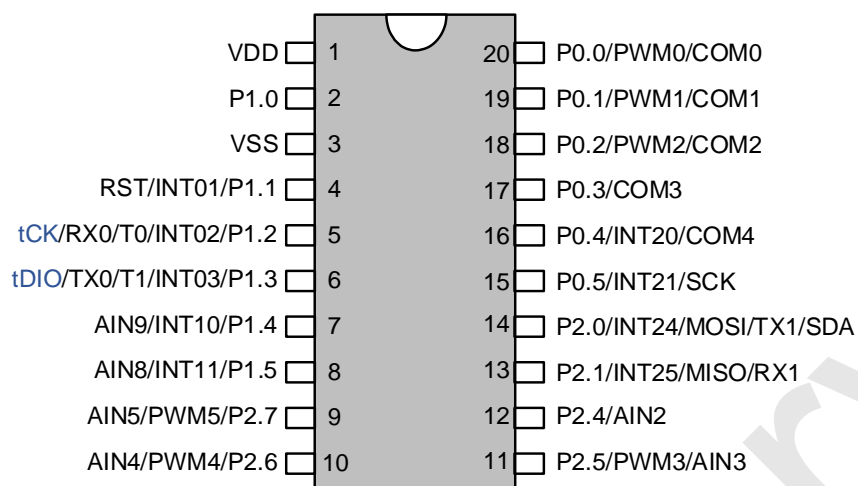 VDD 1 20 P0.0/PWM0/COM0
P1.0 2 19 P0.1/PWM1/COM1
VSS 3 18 P0.2/PWM2/COM2
RST/INT01/P1.1 4 17 P0.3/COM3
tCK/RX0/T0/INT02/P1.2 5 16 P0.4/INT20/COM4
tDIO/TX0/T1/INT03/P1.3 6 15 P0.5/INT21/SCK
AIN9/INT10/P1.4 7 14 P2.0/INT24/MOSI/TX1/SDA
AIN8/INT11/P1.5 8 13 P2.1/INT25/MISO/RX1
AIN5/PWM5/P2.7 9 12 P2.4/AIN2
AIN4/PWM4/P2.6 10 11 P2.5/PWM3/AIN3